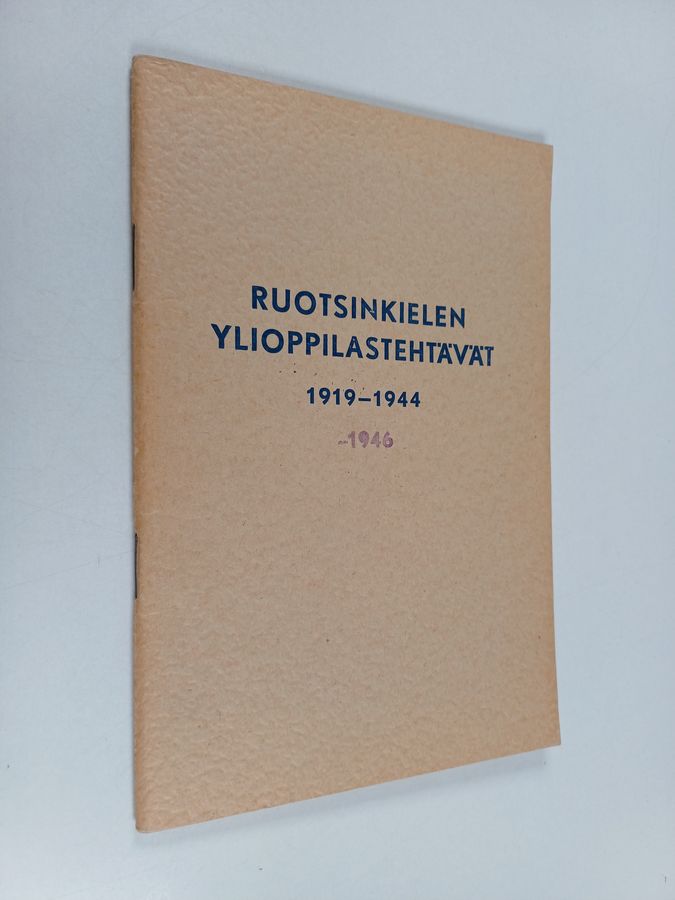 RUOTSINKIELEN
YLIOPPILASTEHTÄVÄT
1919–1944
–1946